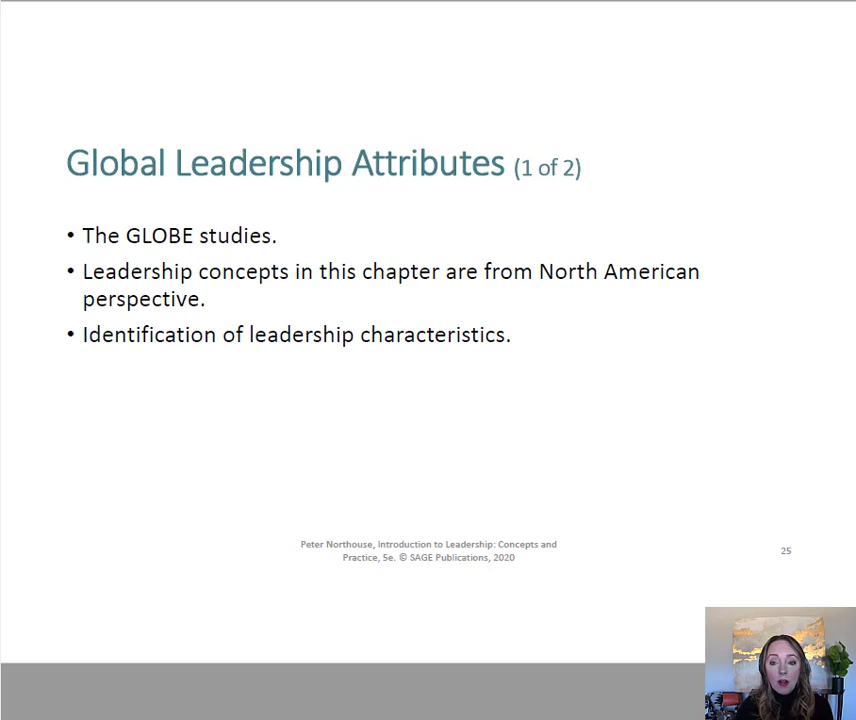 Global Leadership Attributes (1 of 2)
• The GLOBE studies.
• Leadership concepts in this chapter are from North American
perspective.
• Identification of leadership characteristics.
Peter Northouse, Introduction to Leadership: Concepts and
Practice, 5e. © SAGE Publications, 2020
25